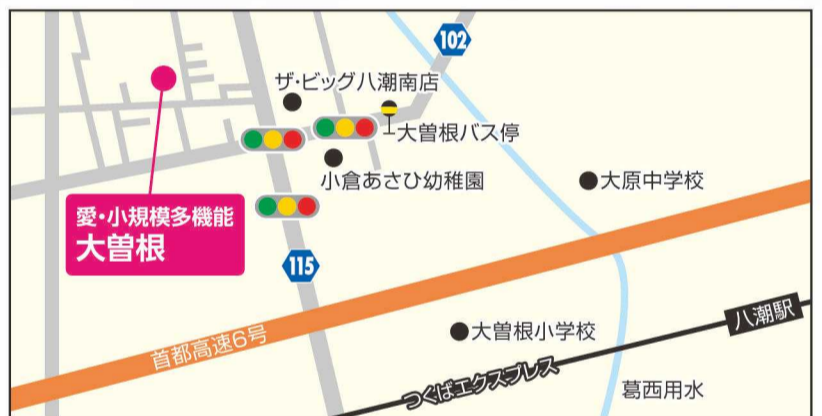 102
ザ・ビッグ八潮南店
大曽根バス停
小倉あさひ幼稚園
大原中学校
愛・小規模多機能
大曽根
115
首都高速6号
大曽根小学校
八潮駅
つくばエクスプレス
葛西用水